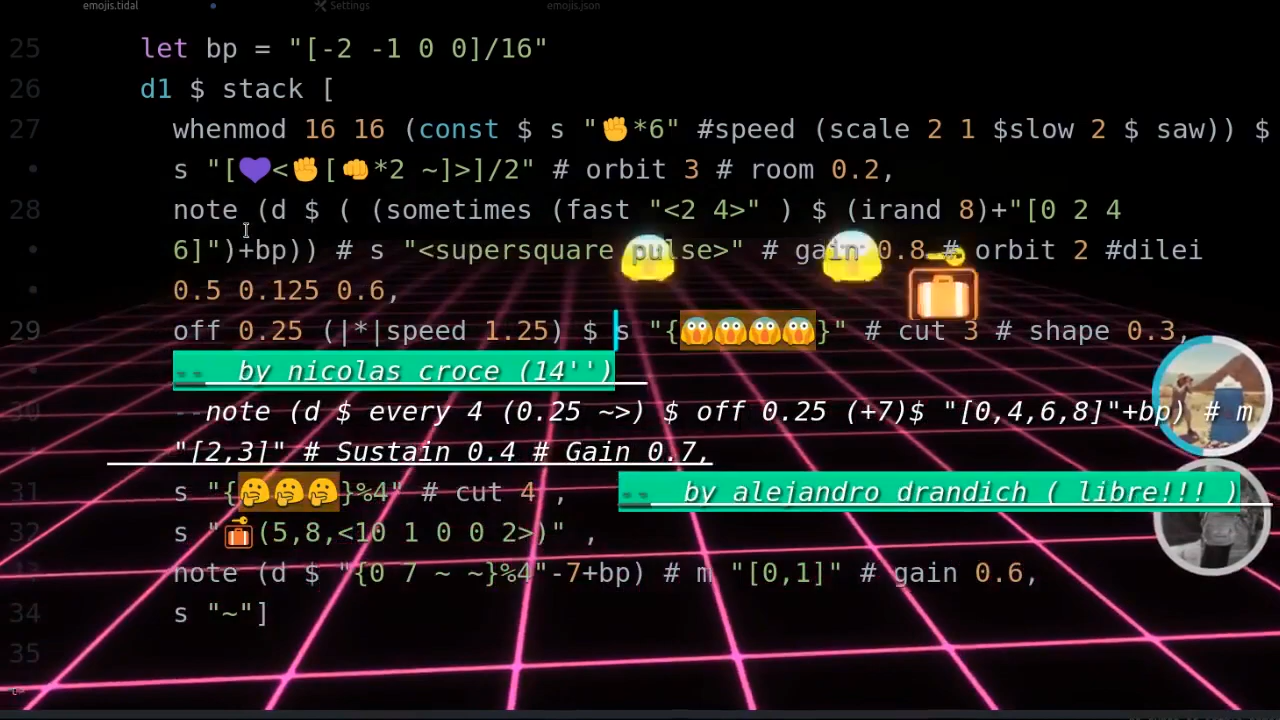 emojis.tidal Settings emojis.json
25 let bp = "[-2 -1 0 0]/16"
26 d1 $ stack [
27 whenmod 16 16 (const $ s "✊*6" #speed (scale 2 1 $slow 2 $ saw)) $
s "[💜<✊[👊*2 ~]>]/2" # orbit 3 # room 0.2,
28 note (d $ ( (sometimes (fast "<2 4>" ) $ (irand 8)+"[0 2 4
6]")+bp)) # s "<supersquare pulse>" # gain 0.8 # orbit 2 #dilei
0.5 0.125 0.6,
29 off 0.25 (|*|speed 1.25) $ s "{😱😱😱😱}" # cut 3 # shape 0.3,
-- by nicolas croce (14'')
30 --note (d $ every 4 (0.25 ~>) $ off 0.25 (+7)$ "[0,4,6,8]"+bp) # m
"[2,3]" # Sustain 0.4 # Gain 0.7,
31 s "{🤔🤔🤔}%4" # cut 4 , -- by alejandro drandich ( libre!!! )
32 s "🛅(5,8,<10 1 0 0 2>)" ,
33 note (d $ "{0 7 ~ ~}%4"-7+bp) # m "[0,1]" # gain 0.6,
34 s "~"]
35